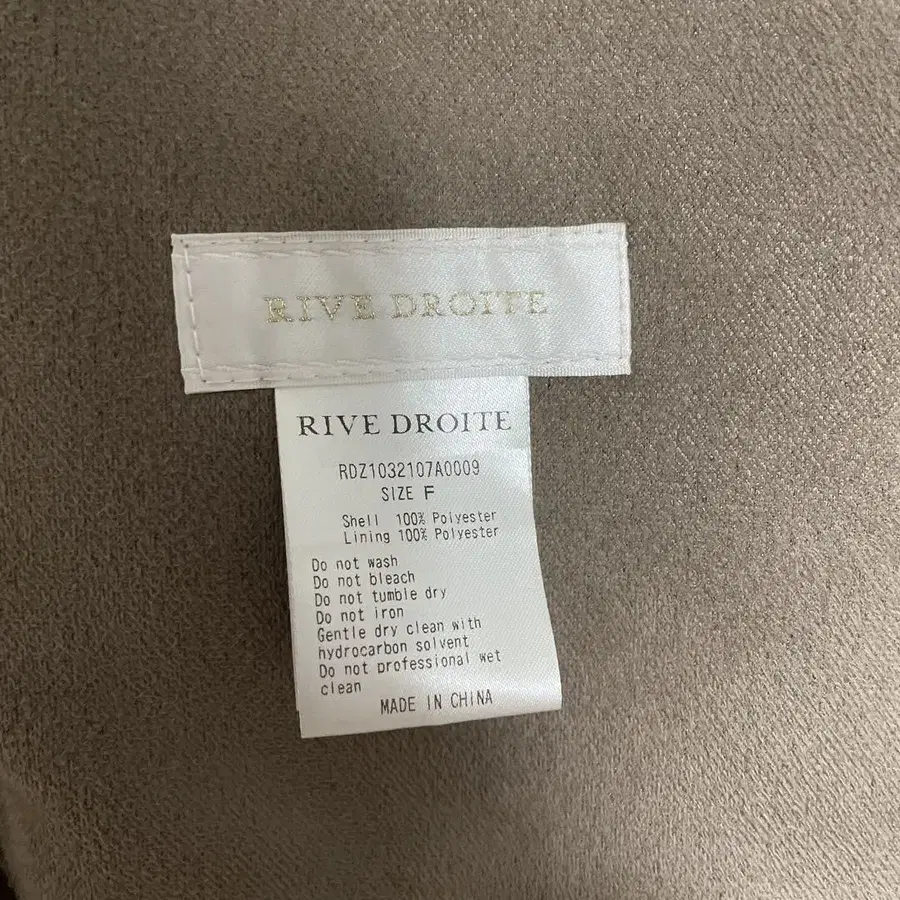 RIVE DROITE
RIVE DROITE
RDZ1032107A0009
SIZE F
Shell 100% Polyester
Lining 100% Polyester
Do not wash
Do not bleach
Do not tumble dry
Do not iron
Gentle dry clean with
hydrocarbon solvent
Do not professional wet
clean
MADE IN CHINA